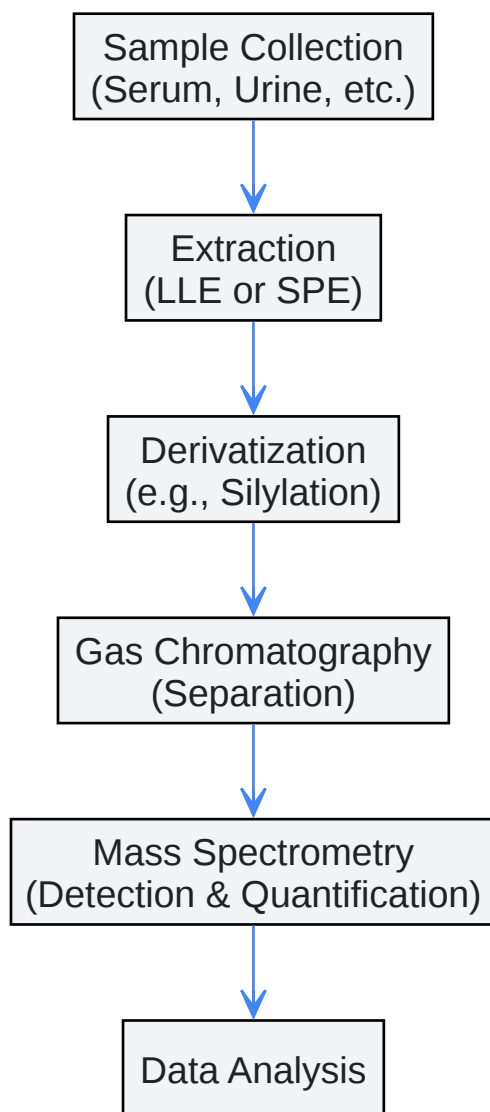 Sample Collection
(Serum, Urine, etc.)
Extraction
(LLE or SPE)
Derivatization
(e.g., Silylation)
Gas Chromatography
(Separation)
Mass Spectrometry
(Detection & Quantification)
Data Analysis